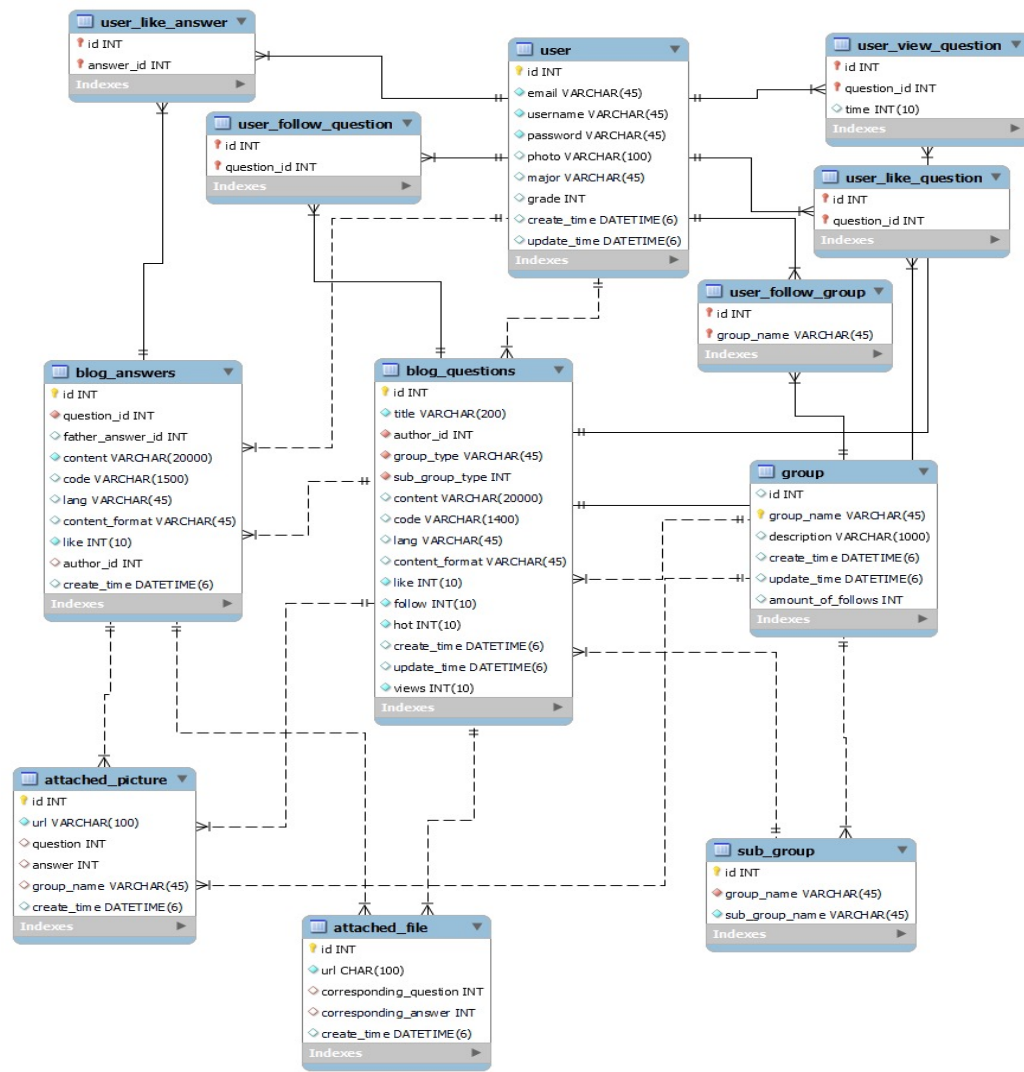 user_like_answer
id INT
answer_id INT
Indexes
user_follow_question
id INT
question_id INT
Indexes
user
id INT
email VARCHAR(45)
username VARCHAR(45)
password VARCHAR(45)
photo VARCHAR(100)
major VARCHAR(45)
grade INT
create_time DATETIME(6)
update_time DATETIME(6)
Indexes
user_view_question
id INT
question_id INT
time INT(10)
Indexes
user_like_question
id INT
question_id INT
Indexes
user_follow_group
id INT
group_name VARCHAR(45)
Indexes
blog_answers
id INT
question_id INT
father_answer_id INT
content VARCHAR(20000)
code VARCHAR(1500)
lang VARCHAR(45)
content_format VARCHAR(45)
like INT(10)
author_id INT
create_time DATETIME(6)
Indexes
blog_questions
id INT
title VARCHAR(200)
author_id INT
group_type VARCHAR(45)
sub_group_type INT
content VARCHAR(20000)
code VARCHAR(1400)
lang VARCHAR(45)
content_format VARCHAR(45)
like INT(10)
follow INT(10)
hot INT(10)
create_time DATETIME(6)
update_time DATETIME(6)
views INT(10)
Indexes
group
id INT
group_name VARCHAR(45)
description VARCHAR(1000)
create_time DATETIME(6)
update_time DATETIME(6)
amount_of_follows INT
Indexes
attached_picture
id INT
url VARCHAR(100)
question INT
answer INT
group_name VARCHAR(45)
create_time DATETIME(6)
Indexes
attached_file
id INT
url CHAR(100)
corresponding_question INT
corresponding_answer INT
create_time DATETIME(6)
Indexes
sub_group
id INT
group_name VARCHAR(45)
sub_group_name VARCHAR(45)
Indexes